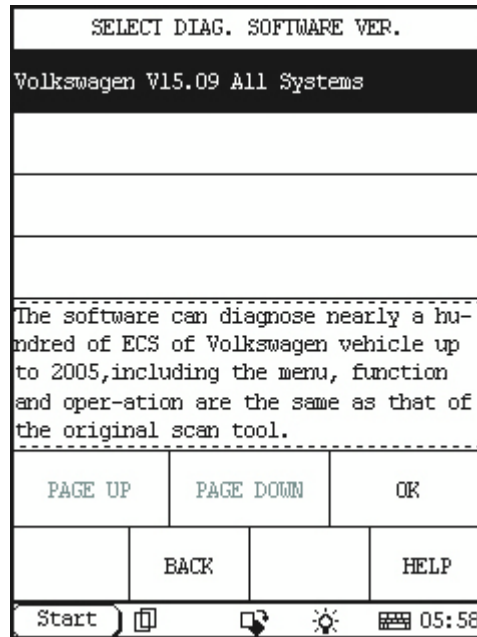 SELECT DIAG. SOFTWARE VER.
Volkswagen V15.09 All Systems
The software can diagnose nearly a hu-
ndred of ECS of Volkswagen vehicle up
to 2005,including the menu, function
and oper-ation are the same as that of
the original scan tool.
PAGE UP PAGE DOWN OK
BACK HELP
Start 05:58